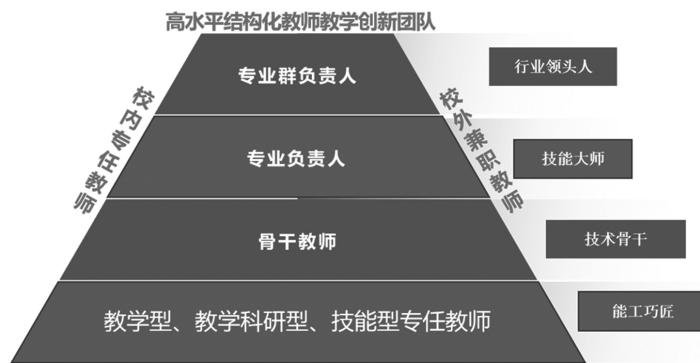 高水平结构化教师教学创新团队
校内专任教师
校外兼职教师
专业群负责人
行业领头人
专业负责人
技能大师
骨干教师
技术骨干
教学型、教学科研型、技能型专任教师
能工巧匠